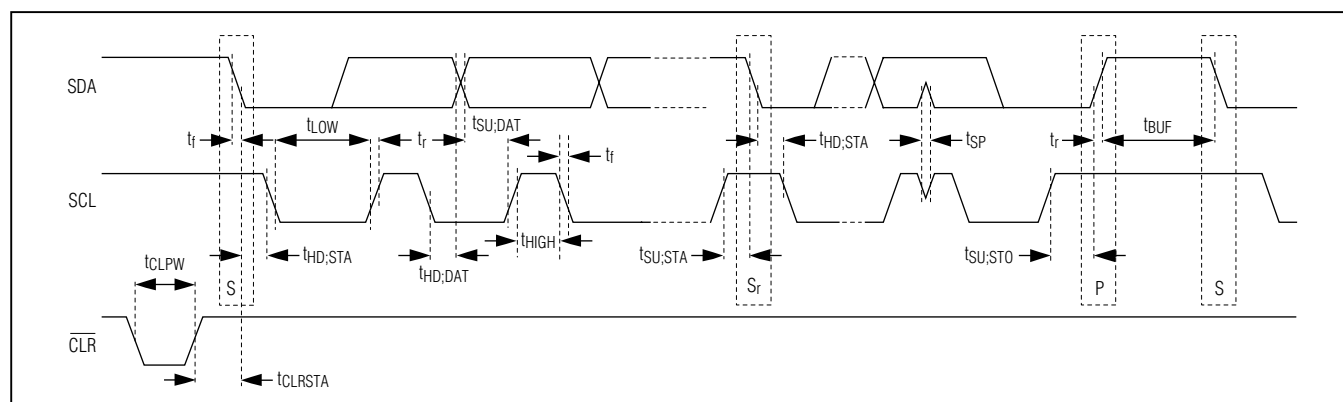 SDA
tf
tLOW
tr
tSU;DAT
tf
tHD;STA
tSP
tr
tBUF
SCL
tHD;STA
tHD;DAT
tHIGH
tSU;STA
tSU;STO
tCLPW
S
Sr
P
S
CLR
tCLRSTA